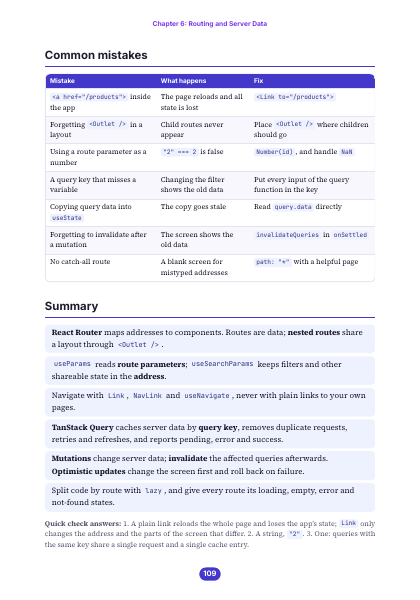 Chapter 6: Routing and Server Data
Common mistakes
Mistake What happens Fix
<a href="/products"> inside the app The page reloads and all state is lost <Link to="/products">
Forgetting <Outlet /> in a layout Child routes never appear Place <Outlet /> where children should go
Using a route parameter as a number "2" === 2 is false Number(id), and handle NaN
A query key that misses a variable Changing the filter shows the old data Put every input of the query function in the key
Copying query data into useState The copy goes stale Read query.data directly
Forgetting to invalidate after a mutation The screen shows the old data invalidateQueries in onSettled
No catch-all route A blank screen for mistyped addresses path: "*" with a helpful page
Summary
React Router maps addresses to components. Routes are data; nested routes share
a layout through <Outlet />.
useParams reads route parameters; useSearchParams keeps filters and other
shareable state in the address.
Navigate with Link, NavLink and useNavigate, never with plain links to your own
pages.
TanStack Query caches server data by query key, removes duplicate requests,
retries and refreshes, and reports pending, error and success.
Mutations change server data; invalidate the affected queries afterwards.
Optimistic updates change the screen first and roll back on failure.
Split code by route with lazy, and give every route its loading, empty, error and
not-found states.
Quick check answers: 1. A plain link reloads the whole page and loses the app's state; Link only
changes the address and the parts of the screen that differ. 2. A string, "2". 3. One: queries with
the same key share a single request and a single cache entry.
109